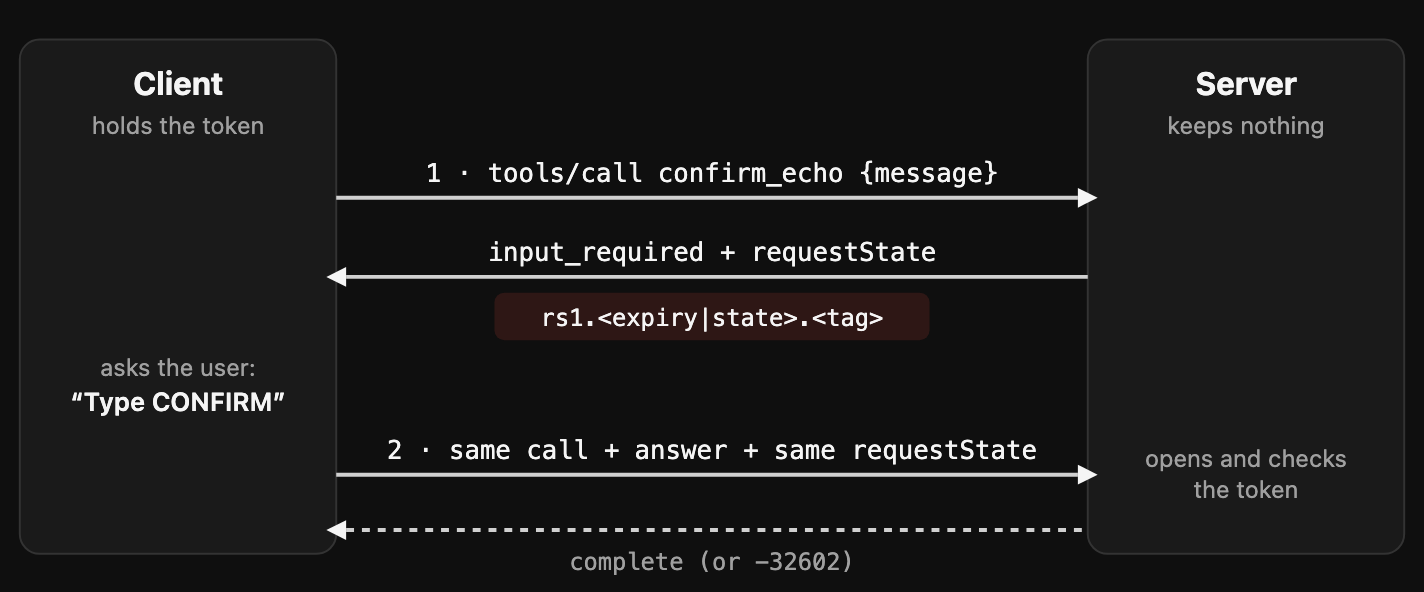 Client
holds the token
Server
keeps nothing
1 · tools/call confirm_echo {message}
input_required + requestState
rs1.<expiry|state>.<tag>
asks the user:
“Type CONFIRM”
2 · same call + answer + same requestState
opens and checks
the token
complete (or −32602)